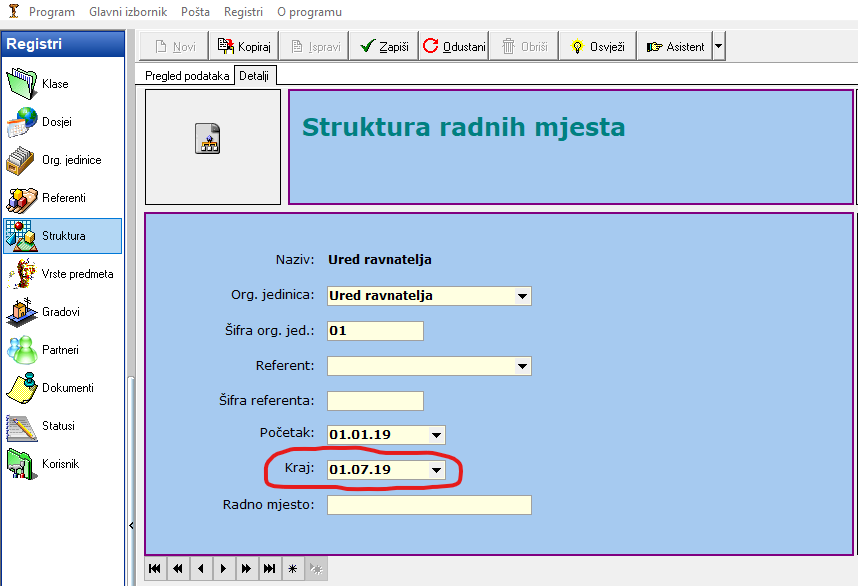 Program Glavni izbornik Pošta Registri O programu
Registri
Novi Kopiraj Ispravi Zapiši Odustani Obriši Osvježi Asistent
Pregled podataka Detalji
Klase
Dosjei
Org. jedinice
Referenti
Struktura
Vrste predmeta
Gradovi
Partneri
Dokumenti
Statusi
Korisnik
Struktura radnih mjesta
Naziv: Ured ravnatelja
Org. jedinica: Ured ravnatelja
Šifra org. jed.: 01
Referent:
Šifra referenta:
Početak: 01.01.19
Kraj: 01.07.19
Radno mjesto: